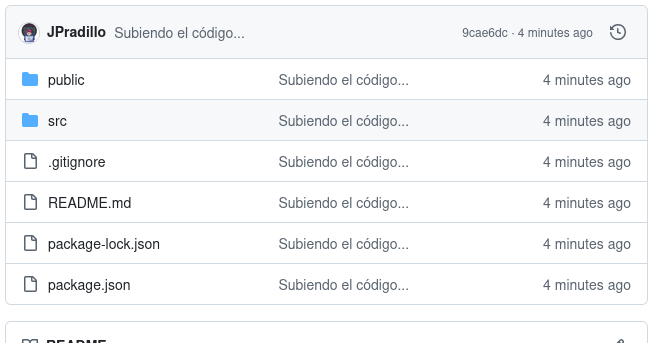 JPradillo Subiendo el código... 9cae6dc · 4 minutes ago
public Subiendo el código... 4 minutes ago
src Subiendo el código... 4 minutes ago
.gitignore Subiendo el código... 4 minutes ago
README.md Subiendo el código... 4 minutes ago
package-lock.json Subiendo el código... 4 minutes ago
package.json Subiendo el código... 4 minutes ago
README